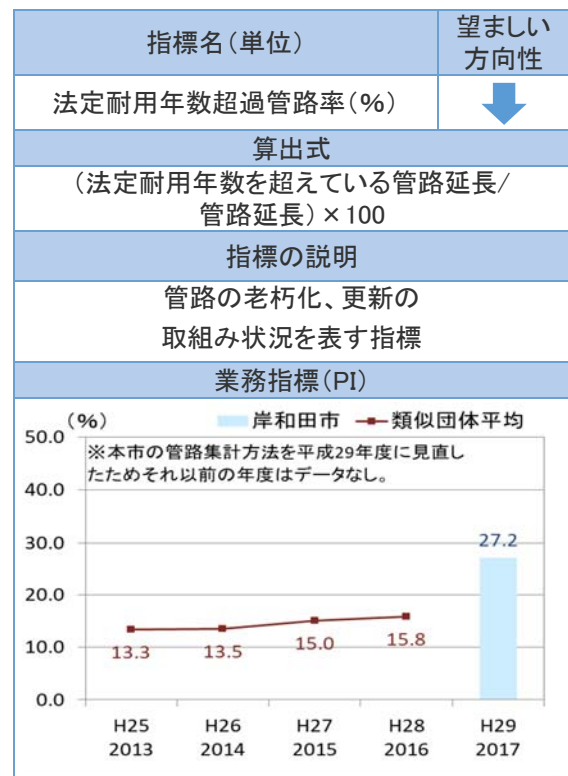 指標名(単位)
望ましい
方向性
法定耐用年数超過管路率(%)
算出式
(法定耐用年数を超えている管路延長/
管路延長)×100
指標の説明
管路の老朽化、更新の
取組み状況を表す指標
業務指標(PI)
(%)
岸和田市
類似団体平均
※本市の管路集計方法を平成29年度に見直し
たためそれ以前の年度はデータなし。
50.0
40.0
30.0
20.0
10.0
0.0
13.3
13.5
15.0
15.8
27.2
H25
2013
H26
2014
H27
2015
H28
2016
H29
2017